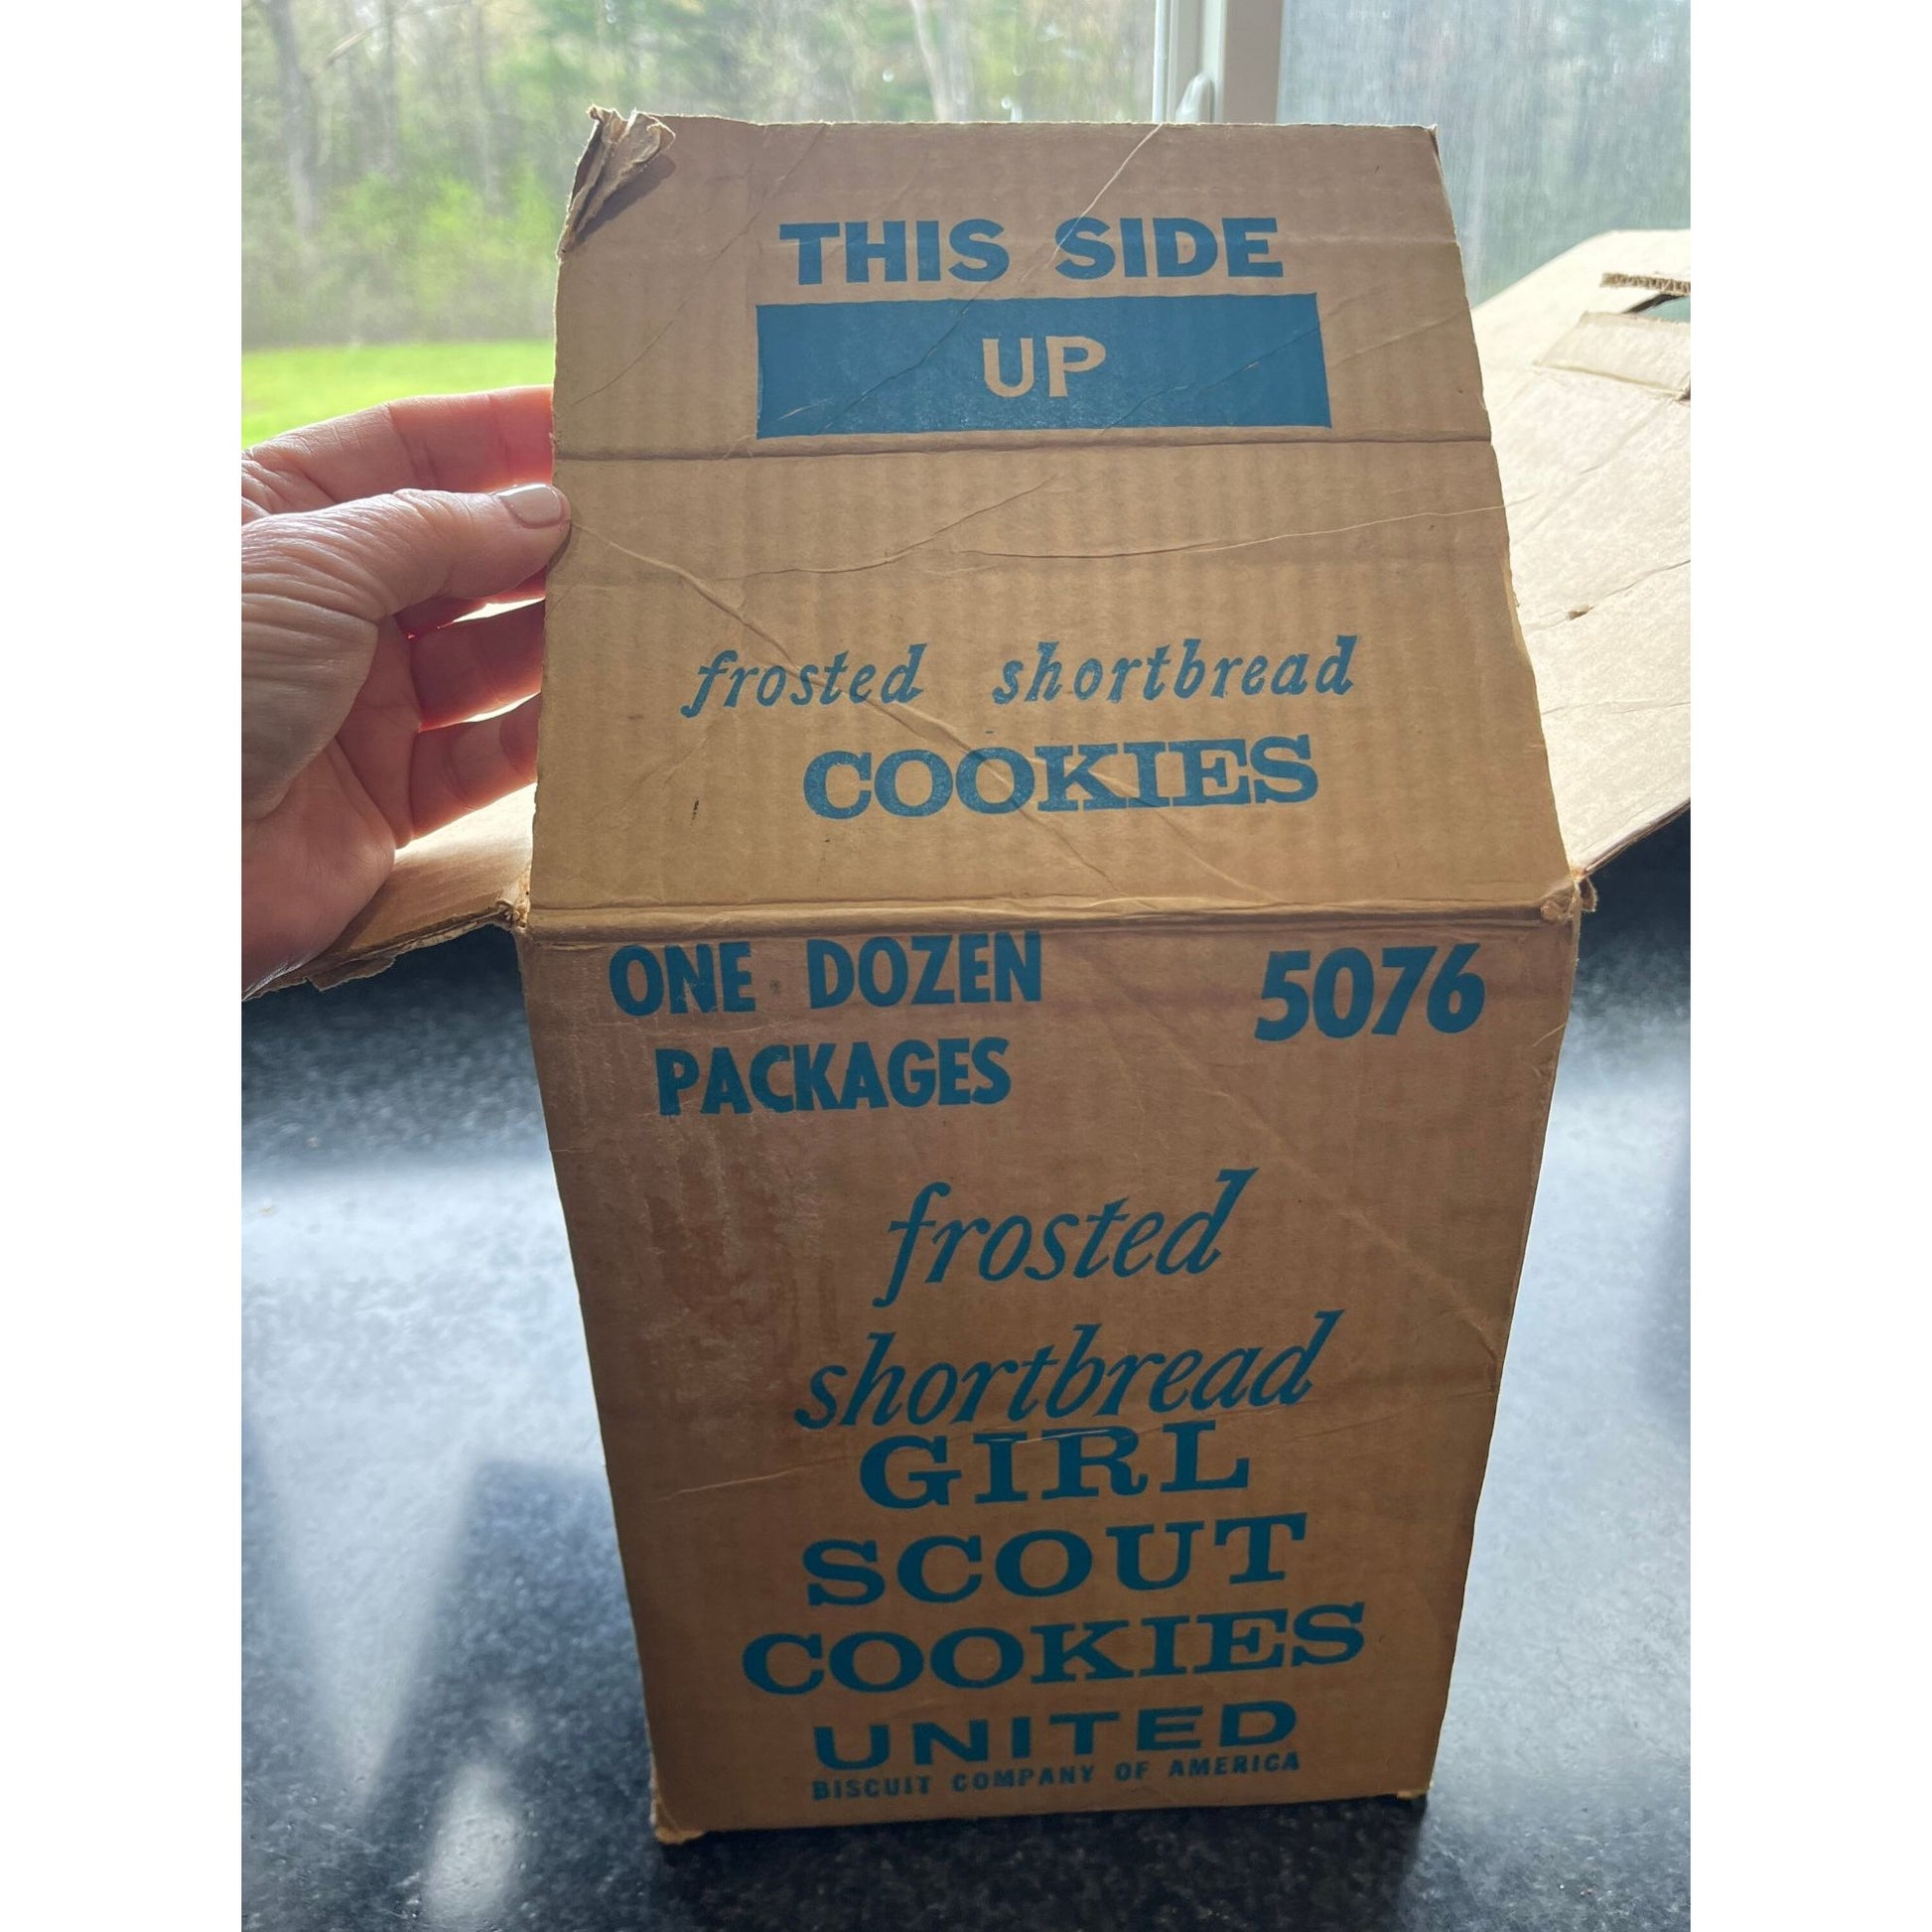 THIS SIDE
UP
frosted shortbread
COOKIES
ONE DOZEN 5076
PACKAGES
frosted
shortbread
GIRL
SCOUT
COOKIES
UNITED
BISCUIT COMPANY OF AMERICA